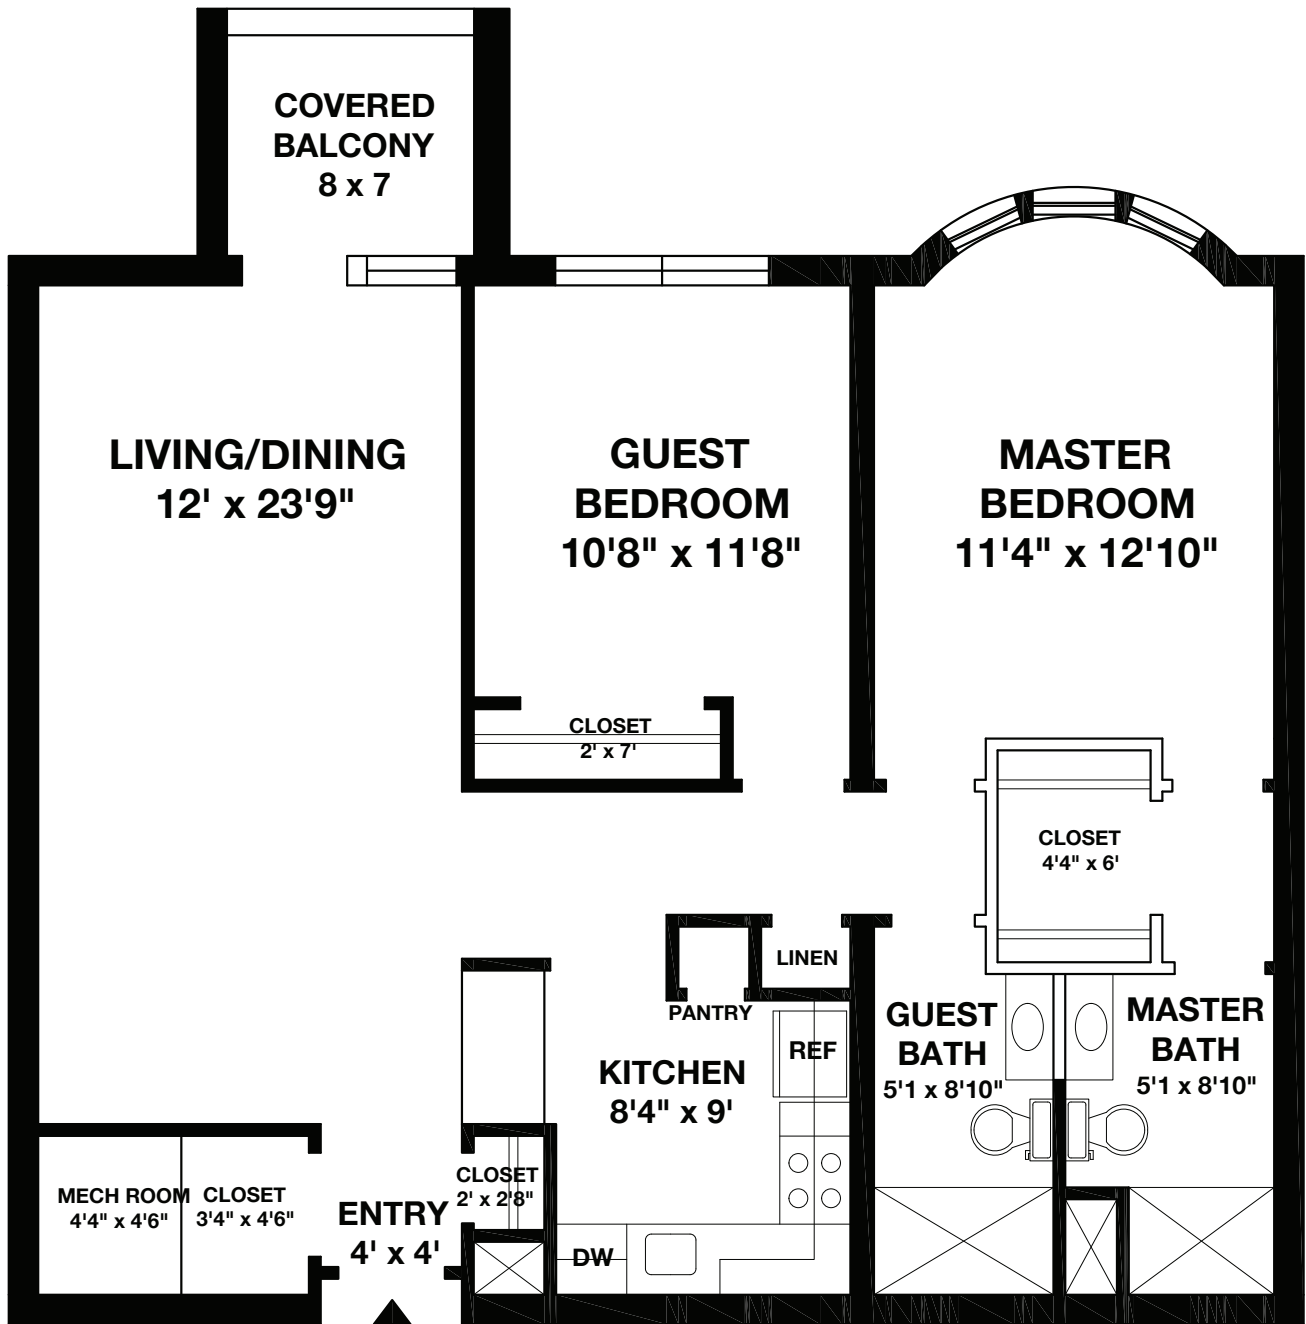 COVERED
BALCONY
8 x 7
LIVING/DINING
12' x 23'9"
GUEST
BEDROOM
10'8" x 11'8"
MASTER
BEDROOM
11'4" x 12'10"
CLOSET
2' x 7'
CLOSET
4'4" x 6'
LINEN
PANTRY
REF
KITCHEN
8'4" x 9'
GUEST
BATH
5'1 x 8'10"
MASTER
BATH
5'1 x 8'10"
MECH ROOM
4'4" x 4'6"
CLOSET
3'4" x 4'6"
ENTRY
4' x 4'
CLOSET
2' x 2'8"
DW